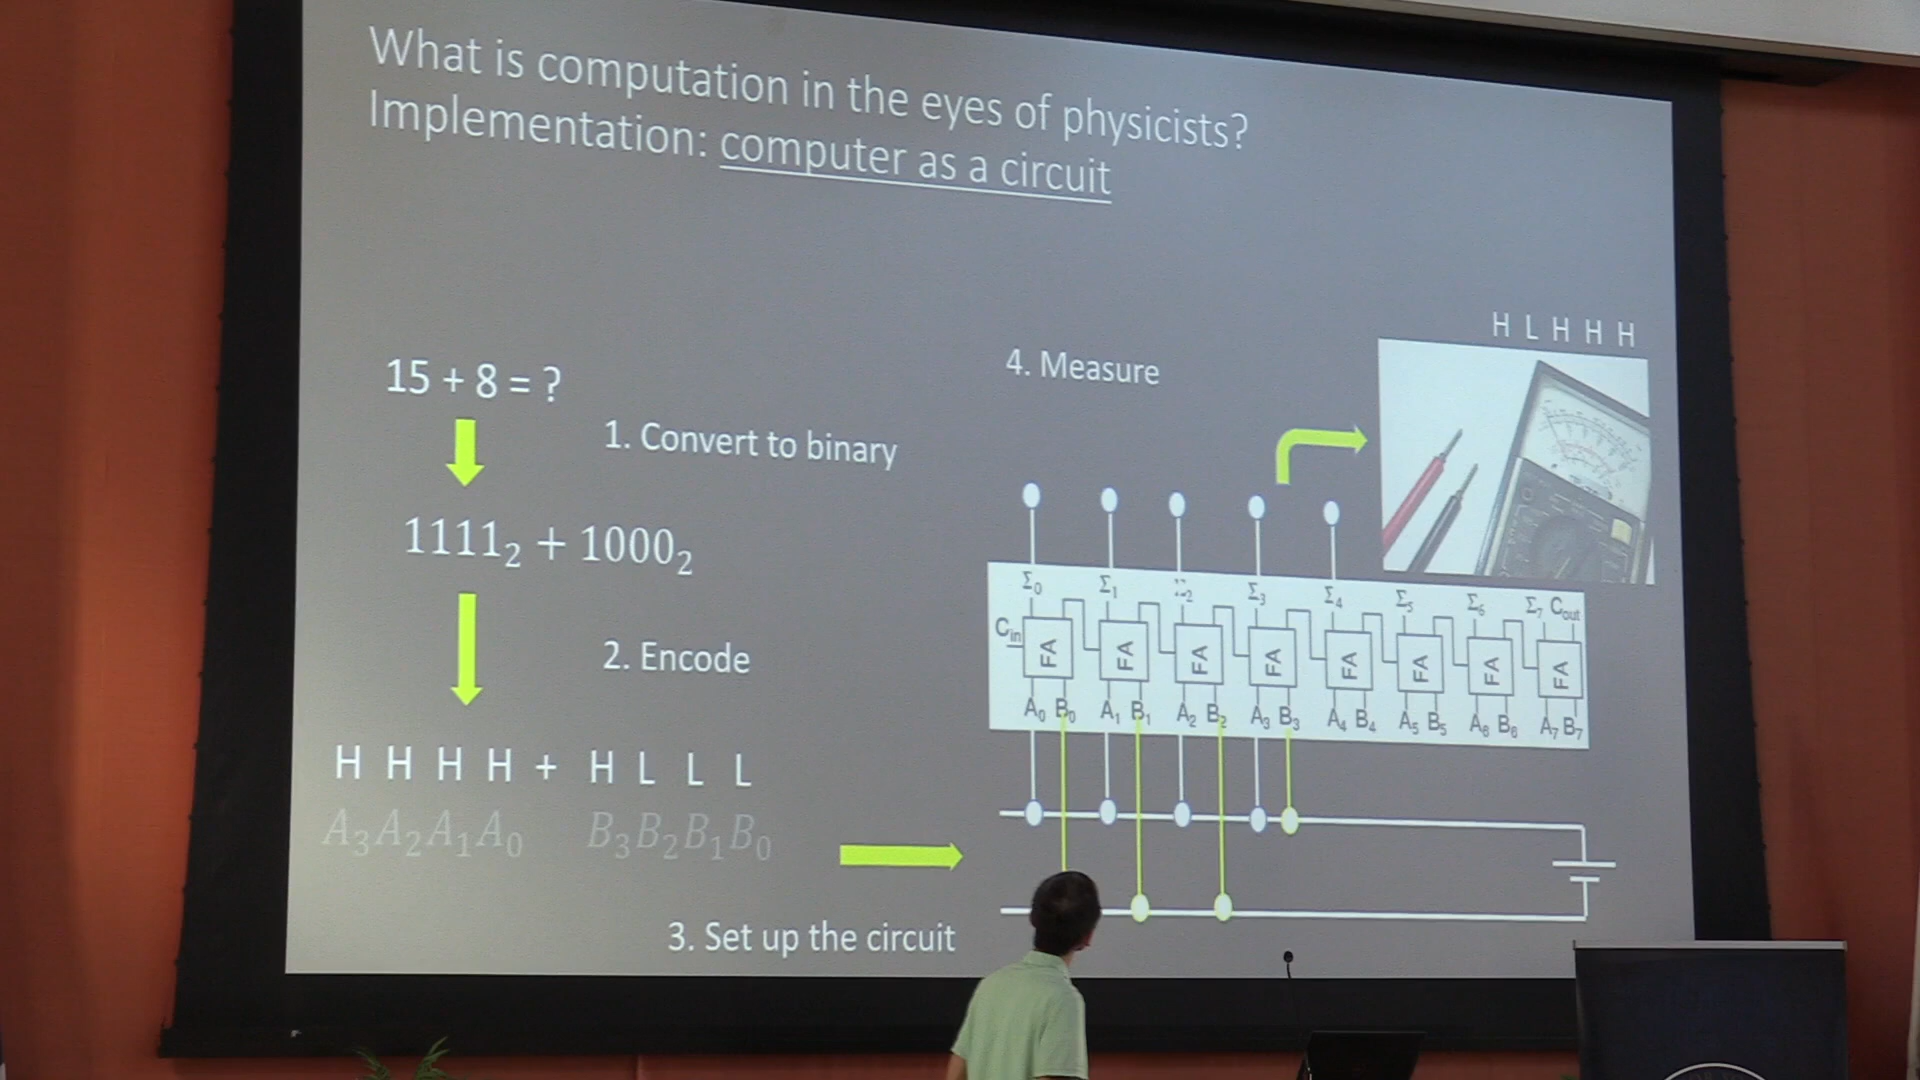 What is computation in the eyes of physicists?
Implementation: computer as a circuit
15 + 8 = ?
1. Convert to binary
1111₂ + 1000₂
2. Encode
H H H H + H L L L
A₃A₂A₁A₀ B₃B₂B₁B₀
3. Set up the circuit
4. Measure
H L H H H
Σ₀ Σ₁ Σ₃ Σ₄ Σ₅ Σ₆ Σ₇ Cout
Cin
FA FA FA FA FA FA FA FA
A₀ B₀ A₁ B₁ A₂ B₂ A₃ B₃ A₄ B₄ A₅ B₅ A₆ B₆ A₇ B₇